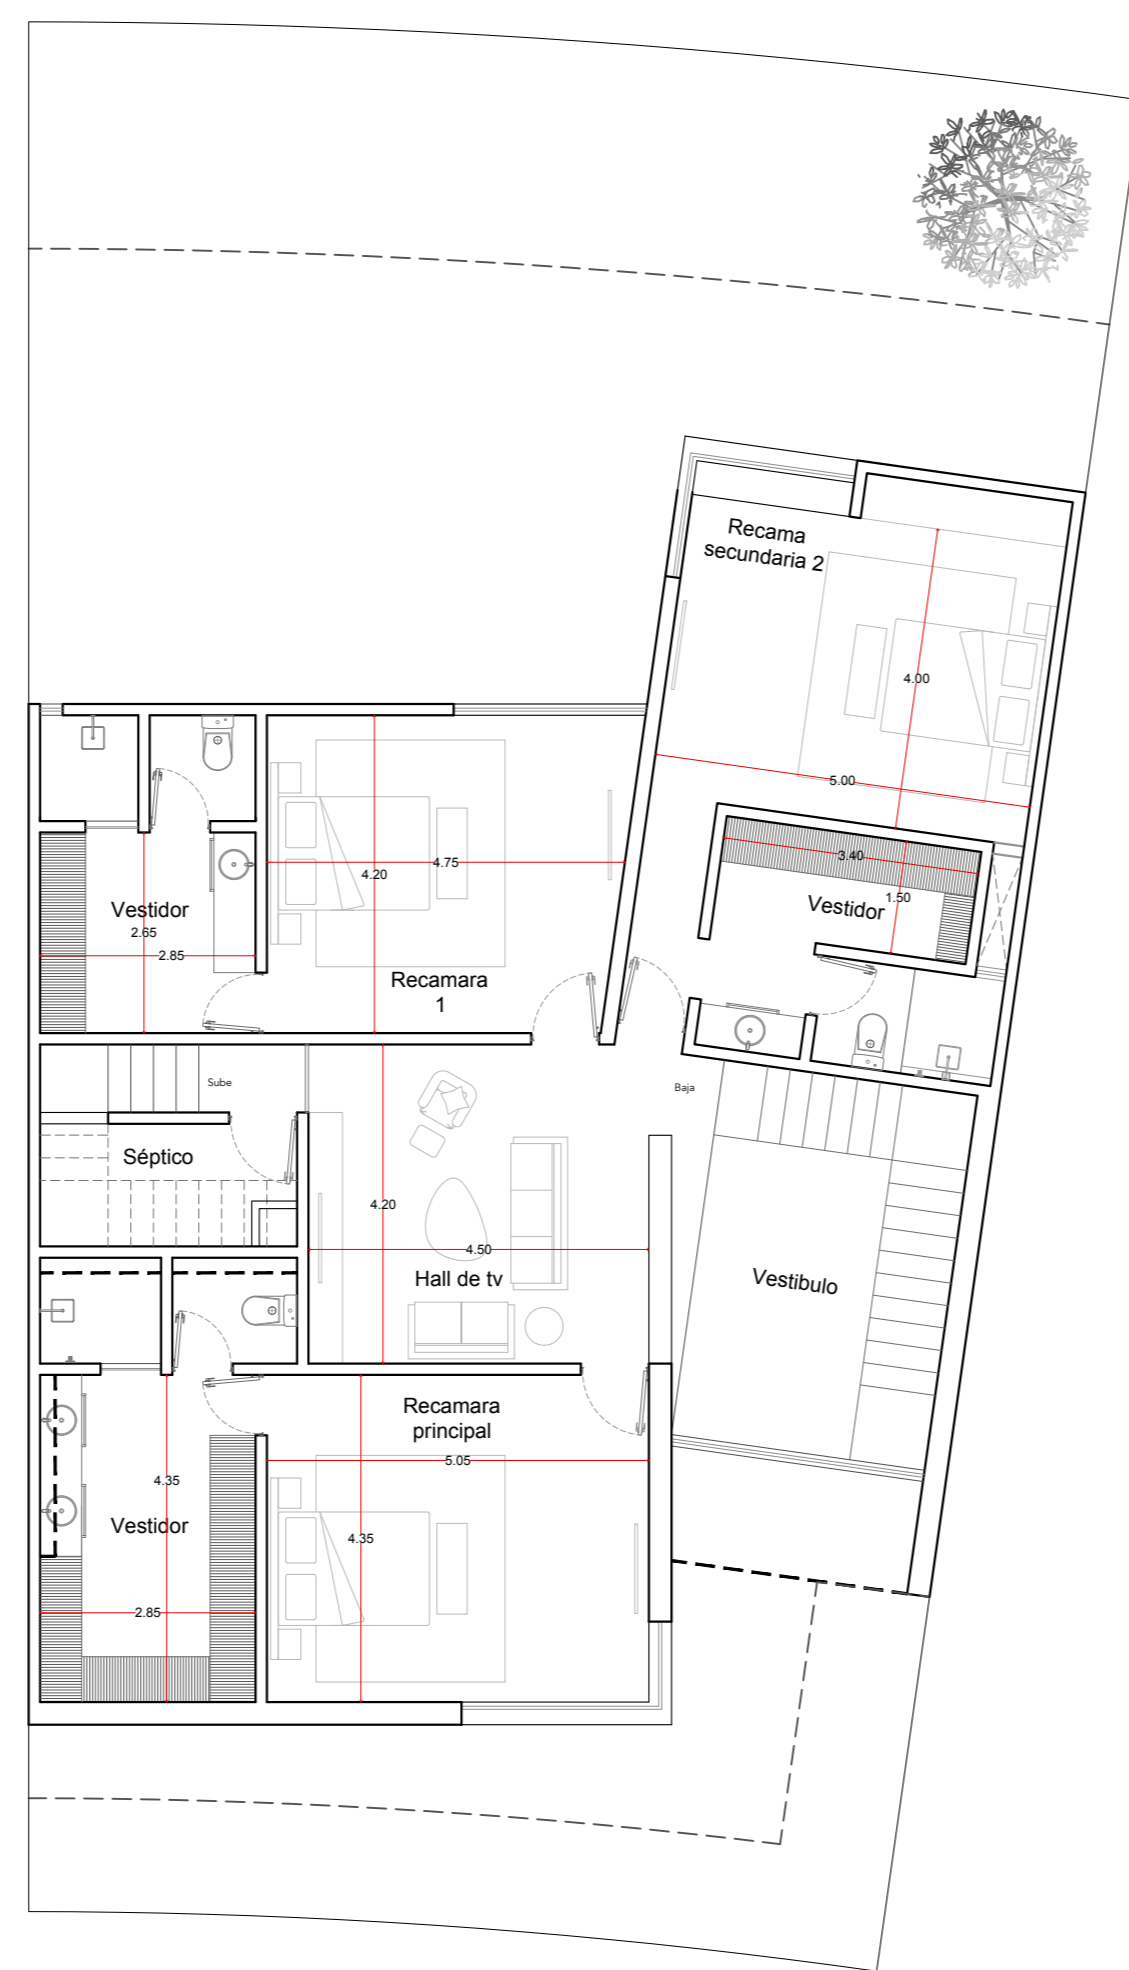 Recama
secundaria 2
4.00
5.00
3.40
1.50
Vestidor
4.75
4.20
Vestidor
2.65
2.85
Recamara
1
Sube
Baja
Séptico
4.20
4.50
Hall de tv
Vestibulo
Recamara
principal
5.05
4.35
4.35
Vestidor
2.85